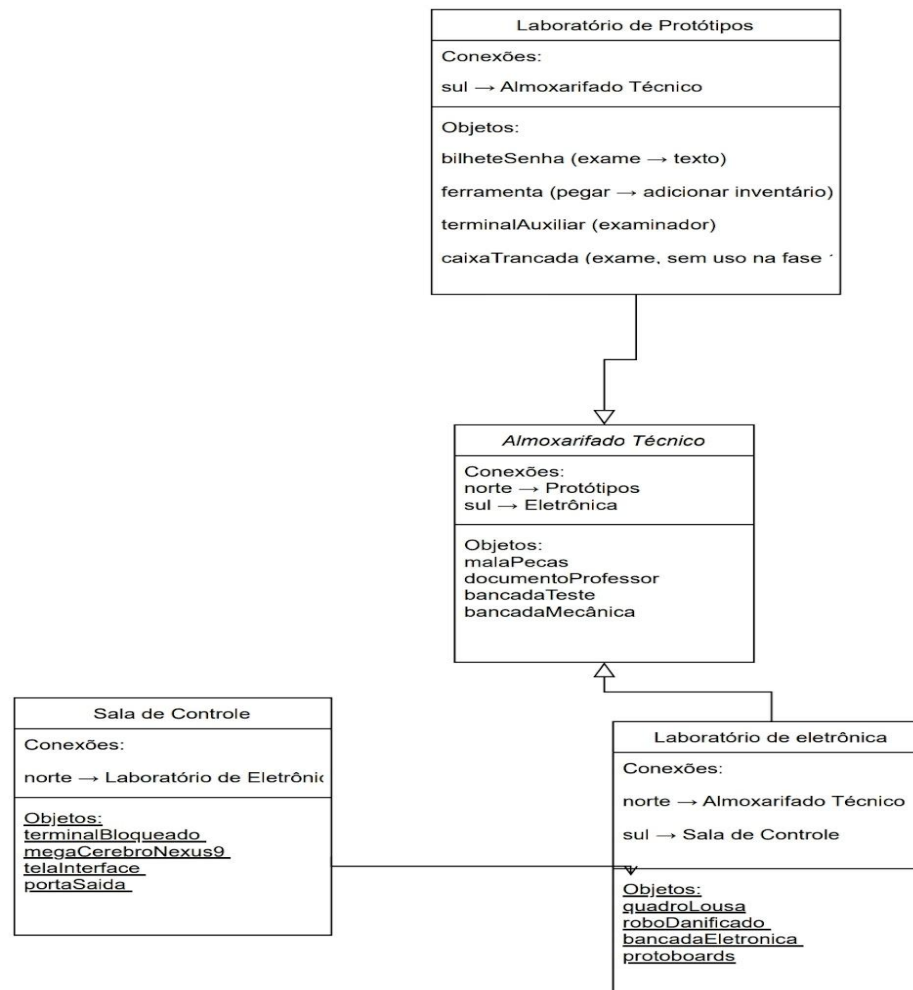 Laboratório de Protótipos
Conexões:
sul → Almoxarifado Técnico
Objetos:
bilheteSenha (exame → texto)
ferramenta (pegar → adicionar inventário)
terminalAuxiliar (examinador)
caixaTrancada (exame, sem uso na fase
Almoxarifado Técnico
Conexões:
norte → Protótipos
sul → Eletrônica
Objetos:
malaPecas
documentoProfessor
bancadaTeste
bancadaMecânica
Sala de Controle
Conexões:
norte → Laboratório de Eletrôni
Objetos:
terminalBloqueado
megaCerebroNexus9
telaInterface
portaSaida
Laboratório de eletrônica
Conexões:
norte → Almoxarifado Técnico
sul → Sala de Controle
Objetos:
quadroLousa
roboDanificado
bancadaEletronica
protoboards